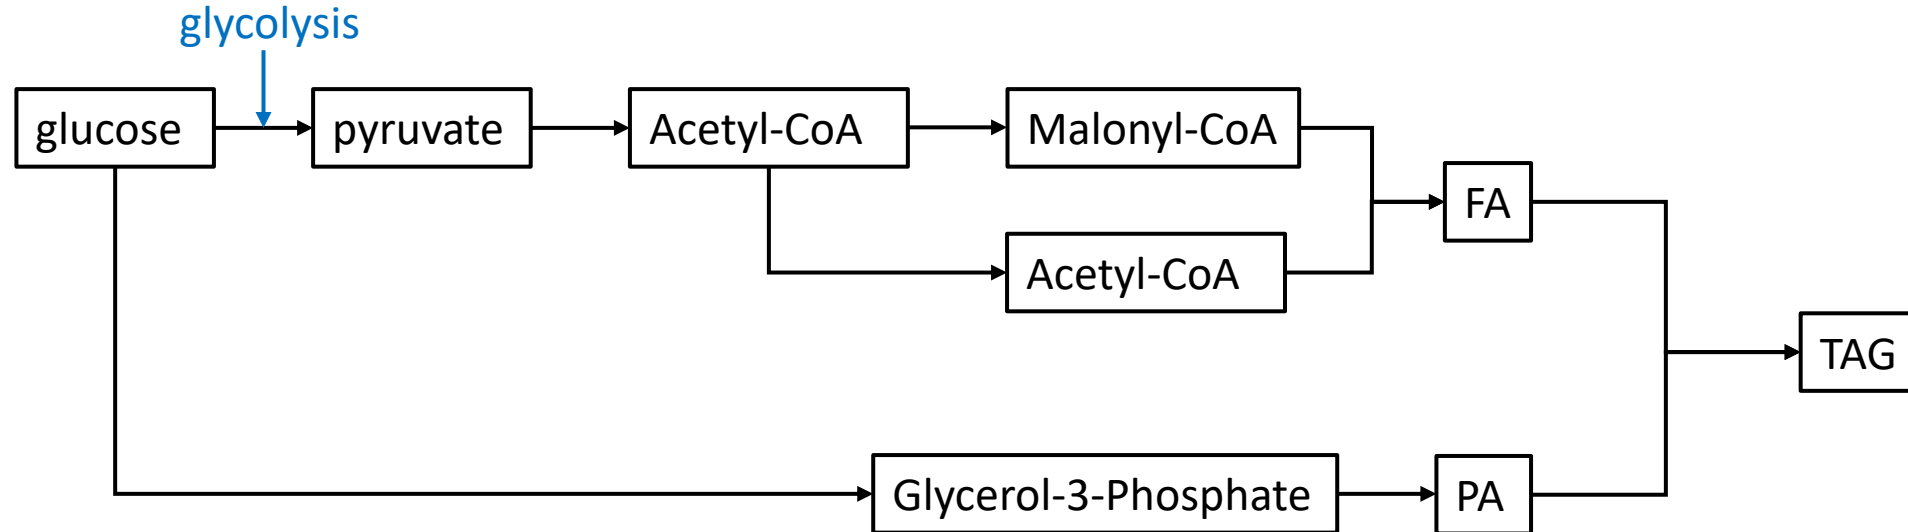 glycolysis
glucose
pyruvate
Acetyl-CoA
Malonyl-CoA
FA
Acetyl-CoA
TAG
Glycerol-3-Phosphate
PA